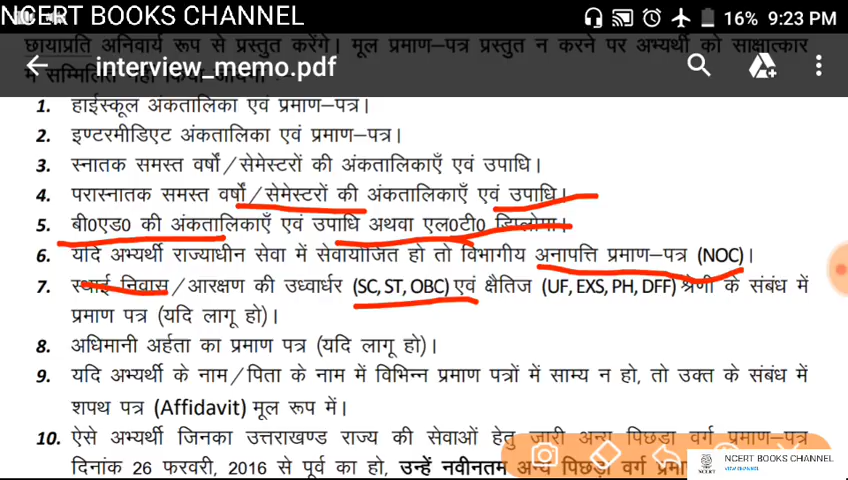 NCERT BOOKS CHANNEL
16% 9:23 PM
छायाप्रति अनिवार्य रूप से प्रस्तुत करेंगे। मूल प्रमाण–पत्र प्रस्तुत न करने पर अभ्यर्थी को साक्षात्कार
interview_memo.pdf
1. हाईस्कूल अंकतालिका एवं प्रमाण–पत्र।
2. इण्टरमीडिएट अंकतालिका एवं प्रमाण–पत्र।
3. स्नातक समस्त वर्षों/सेमेस्टरों की अंकतालिकाएँ एवं उपाधि।
4. परास्नातक समस्त वर्षों/सेमेस्टरों की अंकतालिकाएँ एवं उपाधि।
5. बी0एड0 की अंकतालिकाएँ एवं उपाधि अथवा एल0टी0 डिप्लोमा।
6. यदि अभ्यर्थी राज्याधीन सेवा में सेवायोजित हो तो विभागीय अनापत्ति प्रमाण–पत्र (NOC)।
7. स्थाई निवास/आरक्षण की उध्वार्धर (SC, ST, OBC) एवं क्षैतिज (UF, EXS, PH, DFF) श्रेणी के संबंध में
प्रमाण पत्र (यदि लागू हो)।
8. अधिमानी अर्हता का प्रमाण पत्र (यदि लागू हो)।
9. यदि अभ्यर्थी के नाम/पिता के नाम में विभिन्न प्रमाण पत्रों में साम्य न हो, तो उक्त के संबंध में
शपथ पत्र (Affidavit) मूल रूप में।
10. ऐसे अभ्यर्थी जिनका उत्तराखण्ड राज्य की सेवाओं हेतु जारी अन्य पिछड़ा वर्ग प्रमाण–पत्र
दिनांक 26 फरवरी, 2016 से पूर्व का हो, उन्हें नवीनतम अन्य पिछड़ा वर्ग
NCERT BOOKS CHANNEL
VIEW CHANNEL
NCERT